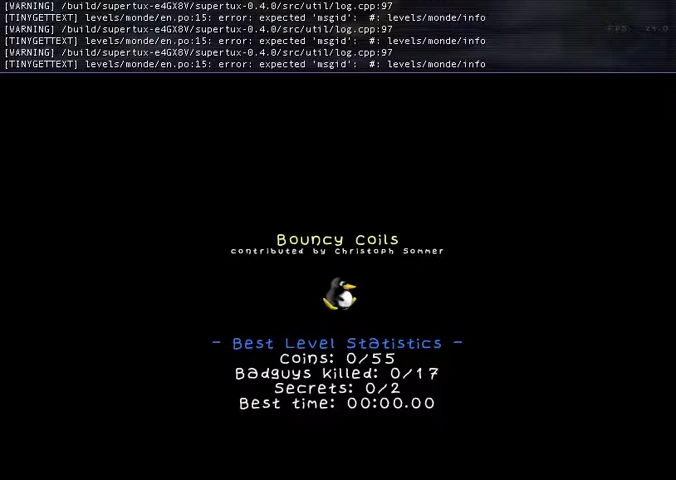 [WARNING] /build/supertux-e4GX8V/supertux-0.4.0/src/util/log.cpp:97
[TINYGETTEXT] levels/monde/en.po:15: error: expected 'msgid':  #: levels/monde/info
[WARNING] /build/supertux-e4GX8V/supertux-0.4.0/src/util/log.cpp:97
FPS
[TINYGETTEXT] levels/monde/en.po:15: error: expected 'msgid':  #: levels/monde/info
[WARNING] /build/supertux-e4GX8V/supertux-0.4.0/src/util/log.cpp:97
[TINYGETTEXT] levels/monde/en.po:15: error: expected 'msgid':  #: levels/monde/info
Bouncy Coils
contributed by Christoph Sommer
- Best Level Statistics -
Coins: 0/55
Badguys killed: 0/17
Secrets: 0/2
Best time: 00:00.00